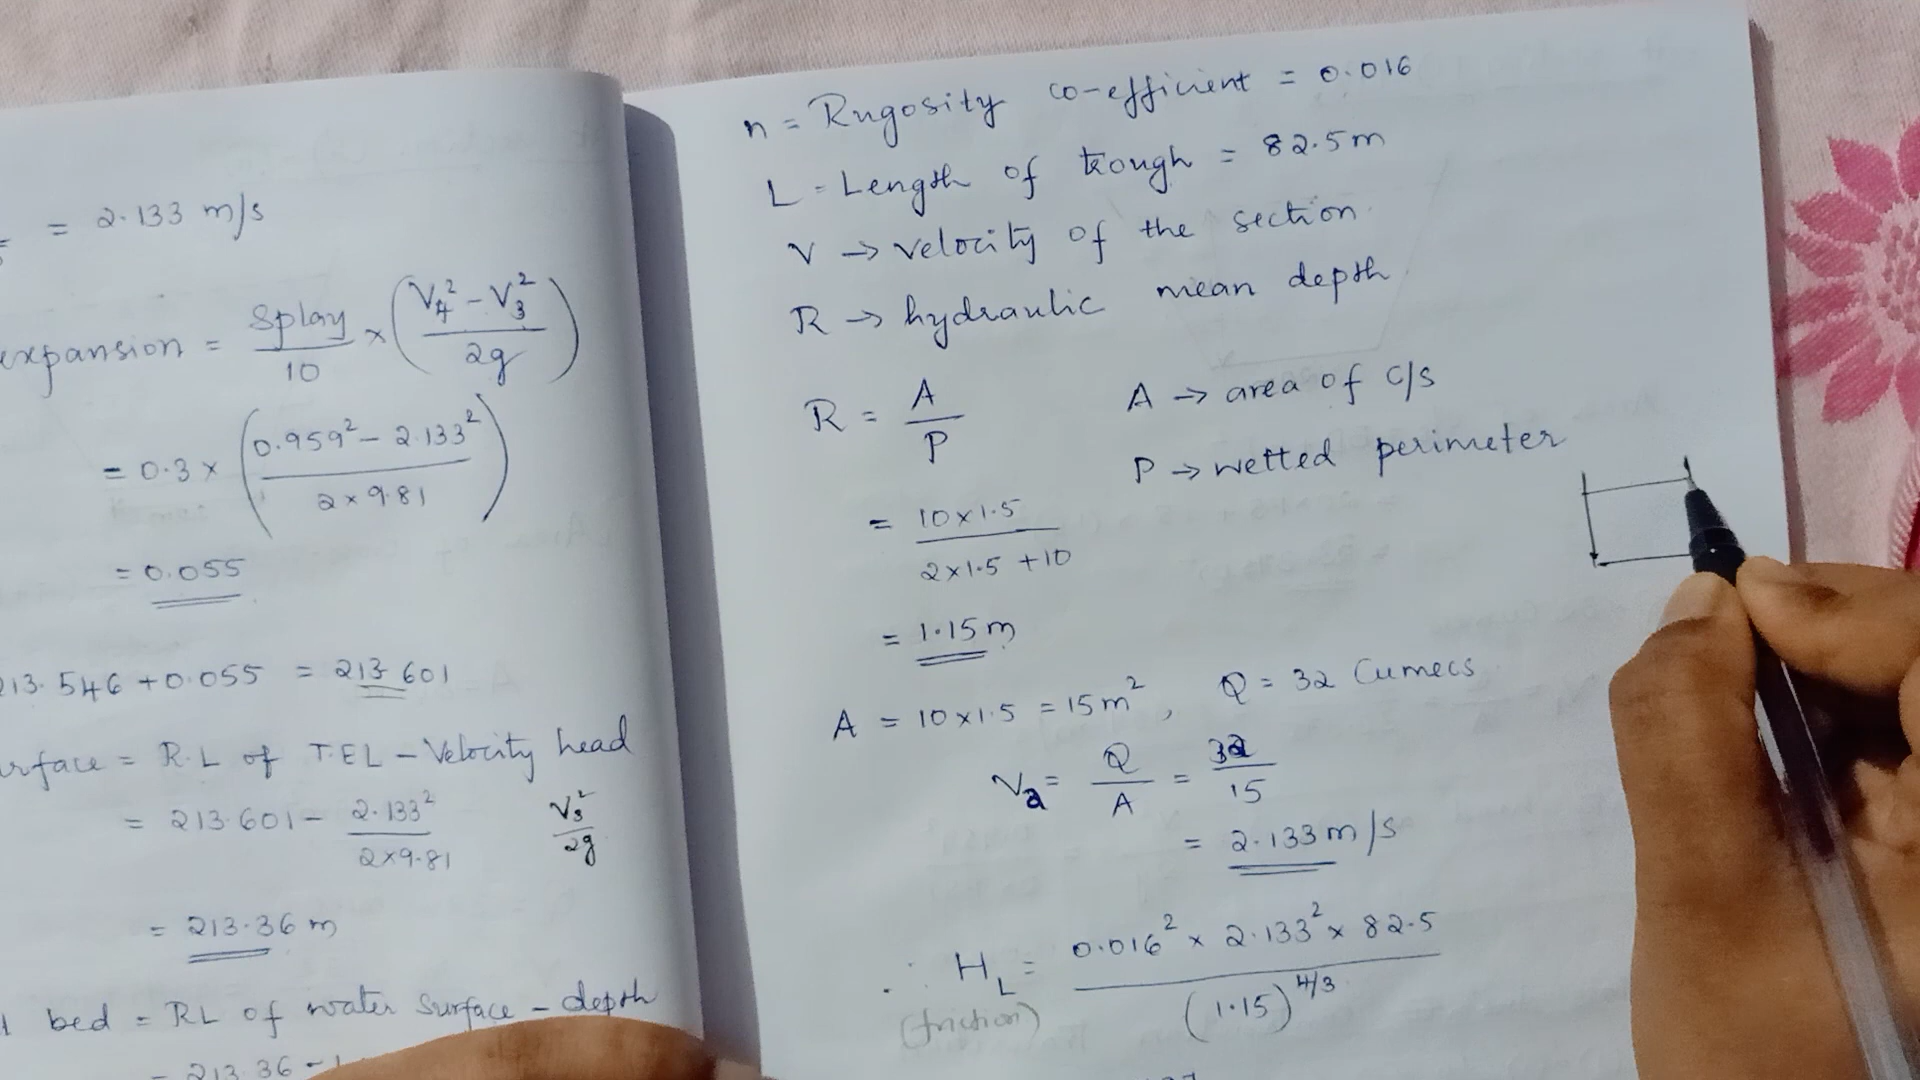 = 2.133 m/s
expansion = Splay/10 × (V₄² - V₃²/2g)
= 0.3 × (0.959² - 2.133²/2×9.81)
= 0.055
213.546 + 0.055 = 213.601
= R.L of T.E.L - Velocity head
= 213.601 - 2.133²/2×9.81 V₃²/2g
= 213.36 m
bed = RL of water surface - depth
= 213.36 -
n = Rugosity co-efficient = 0.016
L = Length of trough = 82.5m
V → velocity of the section
R → hydraulic mean depth
R = A/P A → area of c/s
P → wetted perimeter
= 10×1.5/2×1.5+10
= 1.15m
A = 10×1.5 = 15m², Q = 32 Cumecs
V₂ = Q/A = 32/15
= 2.133 m/s
∴ H_L = 0.016² × 2.133² × 82.5/(1.15)^4/3
(friction)